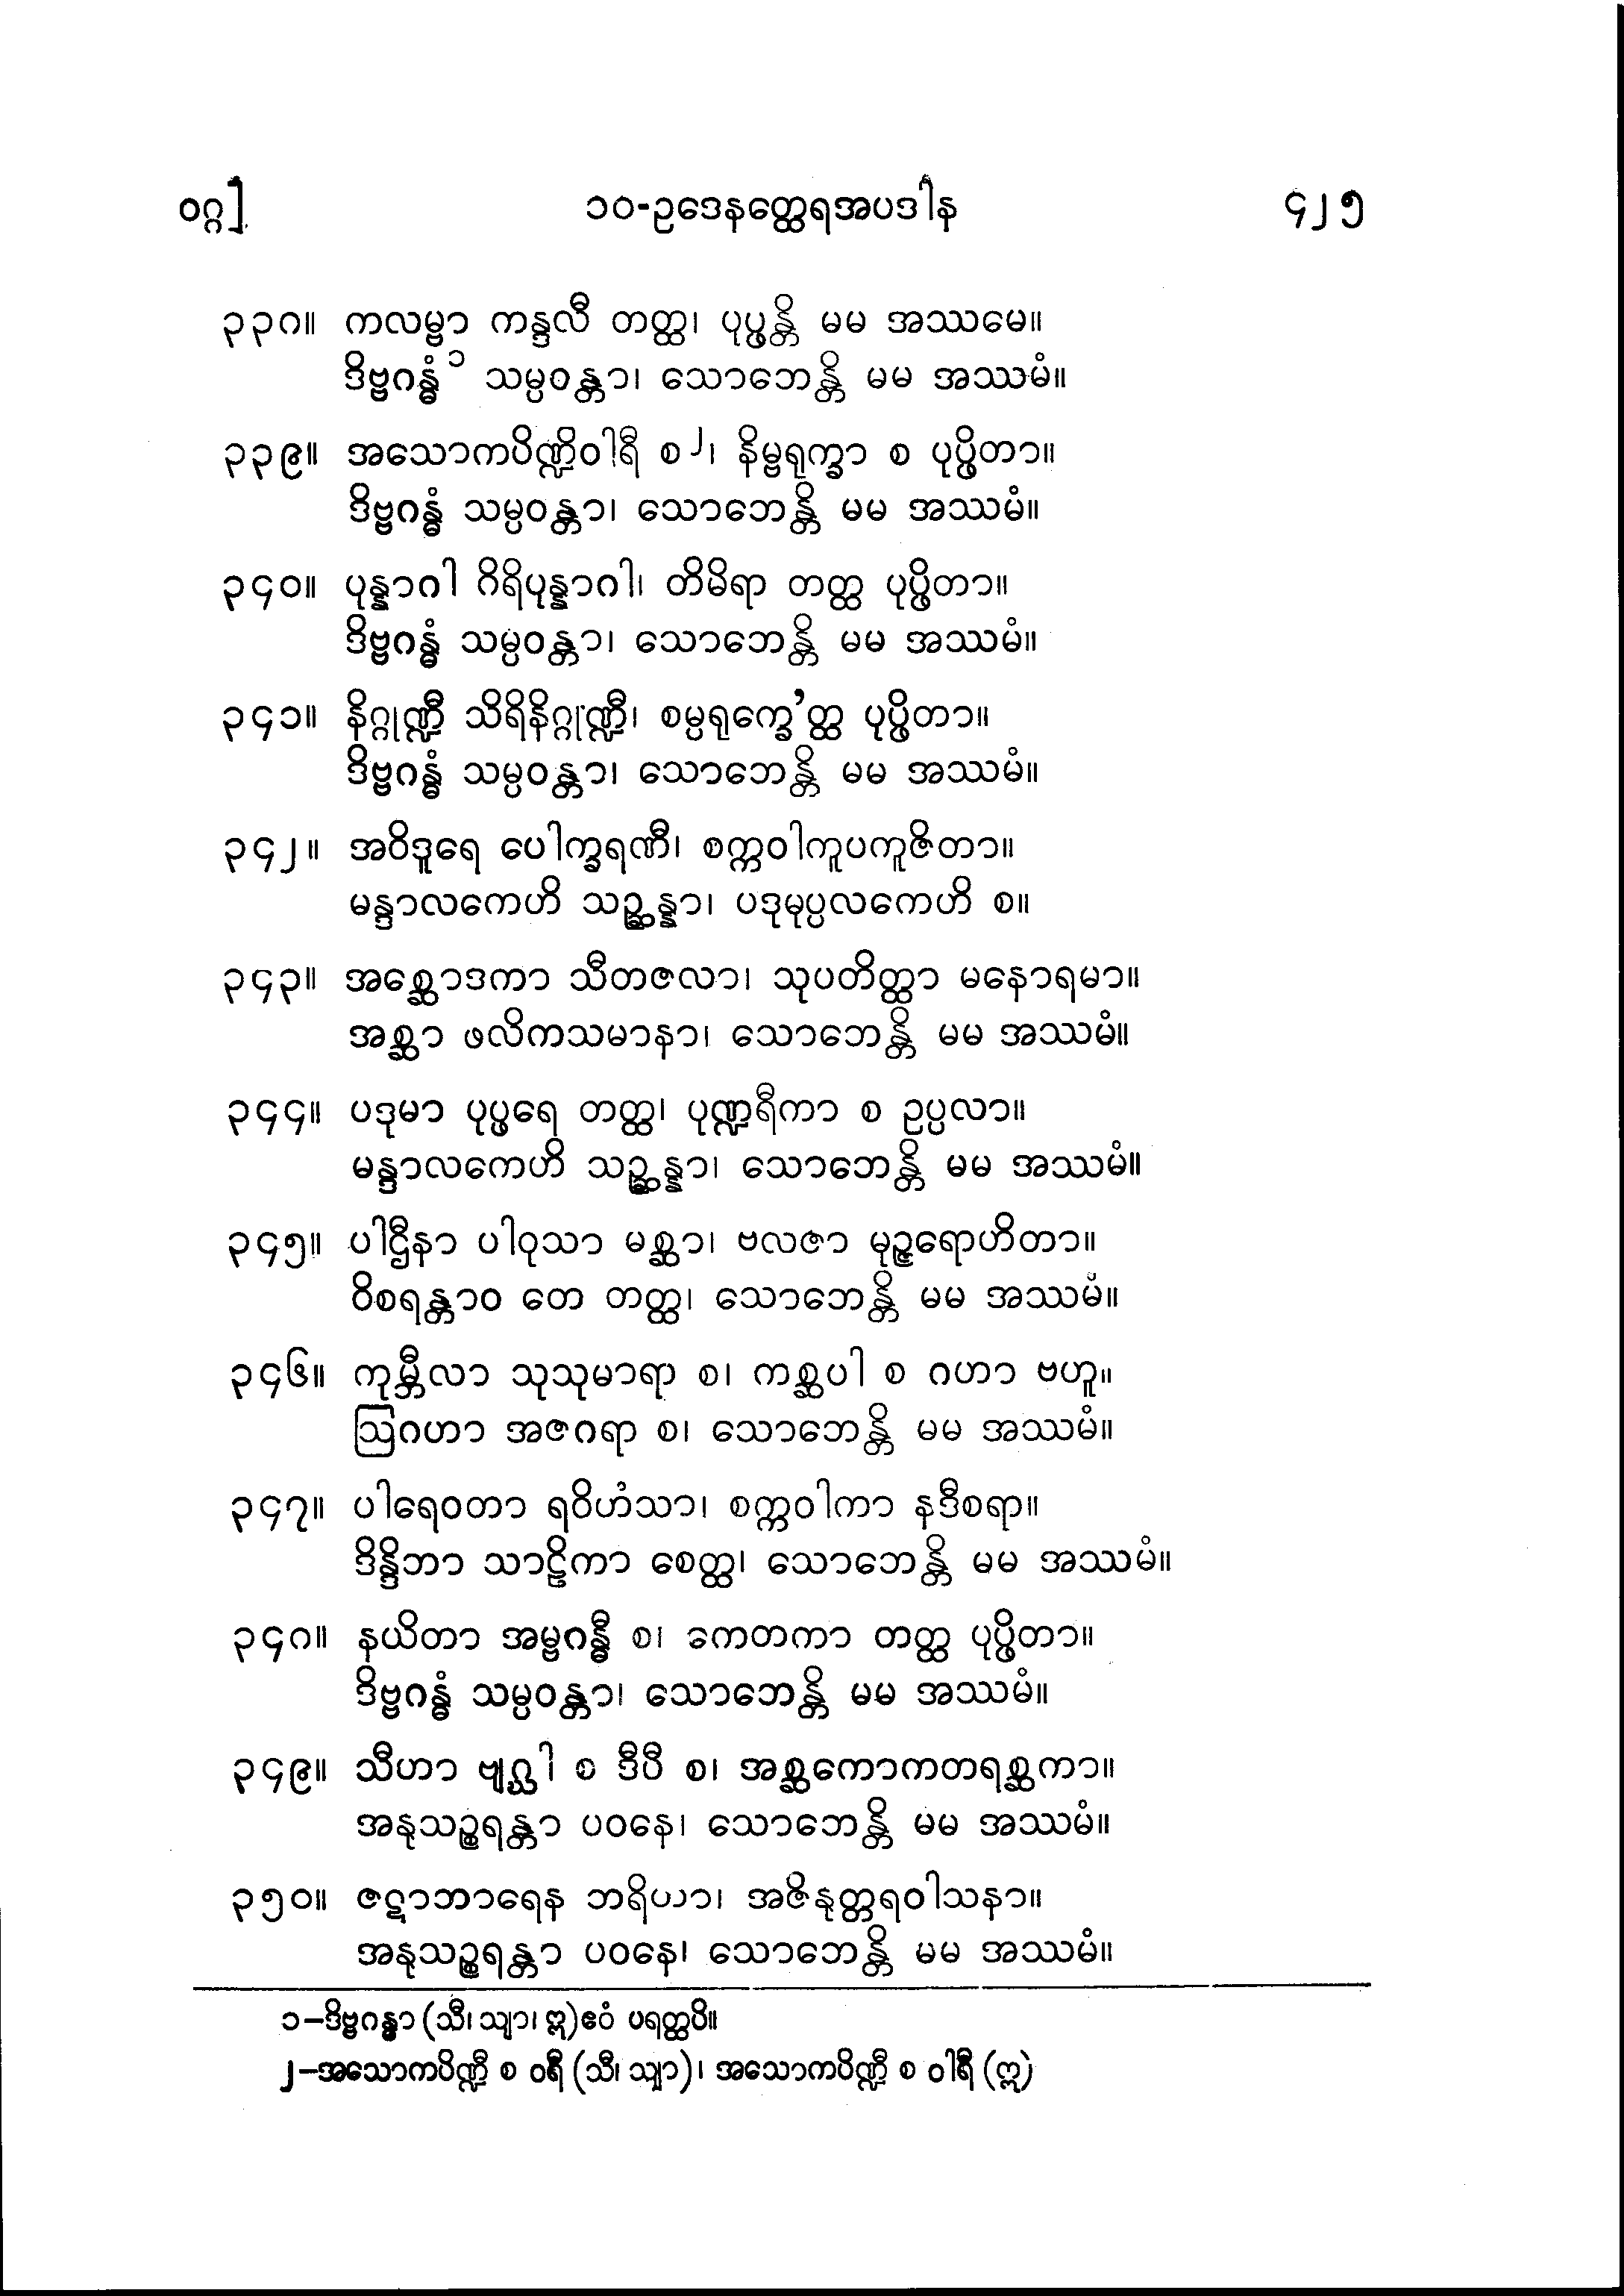 ဝဂ္ဂ] ၁၀-ဥဒေနတ္ထေရအပဒါန ၄၂၅
၃၃၈။ ကလမ္ဗာ ကန္ဒလီ တတ္ထ၊ ပုပ္ဖန္တိ မမ အဿမေ။
ဒိဗ္ဗဂန္ဓံ ၁ သမ္ပဝန္တာ၊ သောဘေန္တိ မမ အဿမံ။
၃၃၉။ အသောကပိဏ္ဍိဝါရီ စ ၂၊ နိမ္ဗရုက္ခာ စ ပုပ္ဖိတာ။
ဒိဗ္ဗဂန္ဓံ သမ္ပဝန္တာ၊ သောဘေန္တိ မမ အဿမံ။
၃၄၀။ ပုန္နာဂါ ဂိရိပုန္နာဂါ၊ တိမိရာ တတ္ထ ပုပ္ဖိတာ။
ဒိဗ္ဗဂန္ဓံ သမ္ပဝန္တာ၊ သောဘေန္တိ မမ အဿမံ။
၃၄၁။ နိဂ္ဂုဏ္ဍီ သိရိနိဂ္ဂုဏ္ဍီ၊ စမ္ပရုက္ခေ'တ္ထ ပုပ္ဖိတာ။
ဒိဗ္ဗဂန္ဓံ သမ္ပဝန္တာ၊ သောဘေန္တိ မမ အဿမံ။
၃၄၂။ အဝိဒူရေ ပေါက္ခရဏီ၊ စက္ကဝါကူပကူဇိတာ။
မန္ဒာလကေဟိ သဉ္ဆန္နာ၊ ပဒုမုပ္ပလကေဟိ စ။
၃၄၃။ အစ္ဆောဒကာ သီတဇလာ၊ သုပတိတ္ထာ မနောရမာ။
အစ္ဆာ ဖလိကသမာနာ၊ သောဘေန္တိ မမ အဿမံ။
၃၄၄။ ပဒုမာ ပုပ္ဖရေ တတ္ထ၊ ပုဏ္ဍရီကာ စ ဥပ္ပလာ။
မန္ဒာလကေဟိ သဉ္ဆန္နာ၊ သောဘေန္တိ မမ အဿမံ။
၃၄၅။ ပါဌီနာ ပါဝုသာ မစ္ဆာ၊ ဗလဇာ မုဉ္ဇရောဟိတာ။
ဝိစရန္တာဝ တေ တတ္ထ၊ သောဘေန္တိ မမ အဿမံ။
၃၄၆။ ကုမ္ဘီလာ သုသုမာရာ စ၊ ကစ္ဆပါ စ ဂဟာ ဗဟူ။
ဩဂဟာ အဇဂရာ စ၊ သောဘေန္တိ မမ အဿမံ။
၃၄၇။ ပါရေဝတာ ရဝိဟံသာ၊ စက္ကဝါကာ နဒီစရာ။
ဒိန္ဒိဘာ သာဠိကာ စေတ္ထ၊ သောဘေန္တိ မမ အဿမံ။
၃၄၈။ နယိတာ အမ္ဗဂန္ဓီ စ၊ ကေတကာ တတ္ထ ပုပ္ဖိတာ။
ဒိဗ္ဗဂန္ဓံ သမ္ပဝန္တာ၊ သောဘေန္တိ မမ အဿမံ။
၃၄၉။ သီဟာ ဗျဂ္ဃါ စ ဒီပီ စ၊ အစ္ဆကောကတရစ္ဆကာ။
အနုသဉ္စရန္တာ ပဝနေ၊ သောဘေန္တိ မမ အဿမံ။
၃၅၀။ ဇဋာဘာရေန ဘရိယာ၊ အဇိနုတ္တရဝါသနာ။
အနုသဉ္စရန္တာ ပဝနေ၊ သောဘေန္တိ မမ အဿမံ။
၁–ဒိဗ္ဗဂန္ဓာ (သီ၊ သျာ၊ ဣ) ဧဝံ ပရတ္ထပိ။
၂–အသောကပိဏ္ဍီ စ ဝရီ (သီ၊ သျာ)၊ အသောကပိဏ္ဍီ စ ဝါရီ (ဣ)